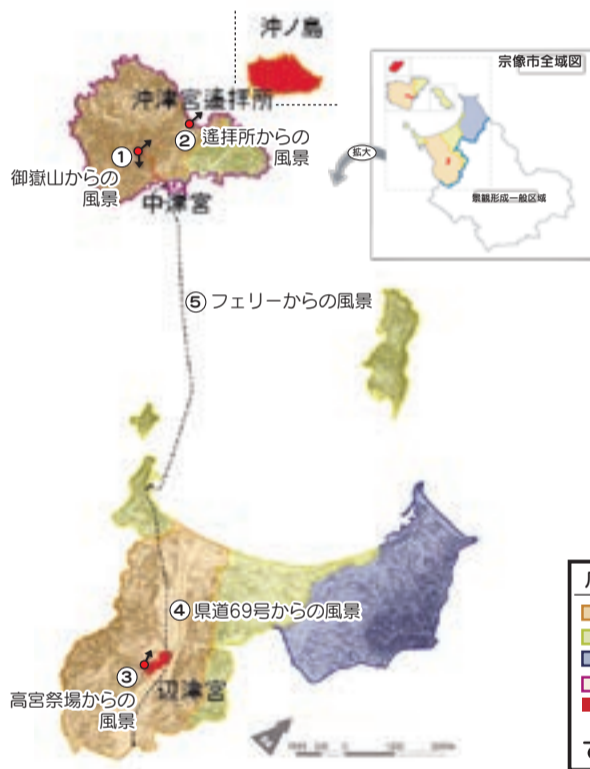 沖ノ島
宗像市全域図
沖津宮遙拝所
②遙拝所からの
風景
①
御嶽山からの
風景
中津宮
拡大
景観形成一般区域
⑤フェリーからの風景
④県道69号からの風景
③
高宮祭場からの
風景
辺津宮